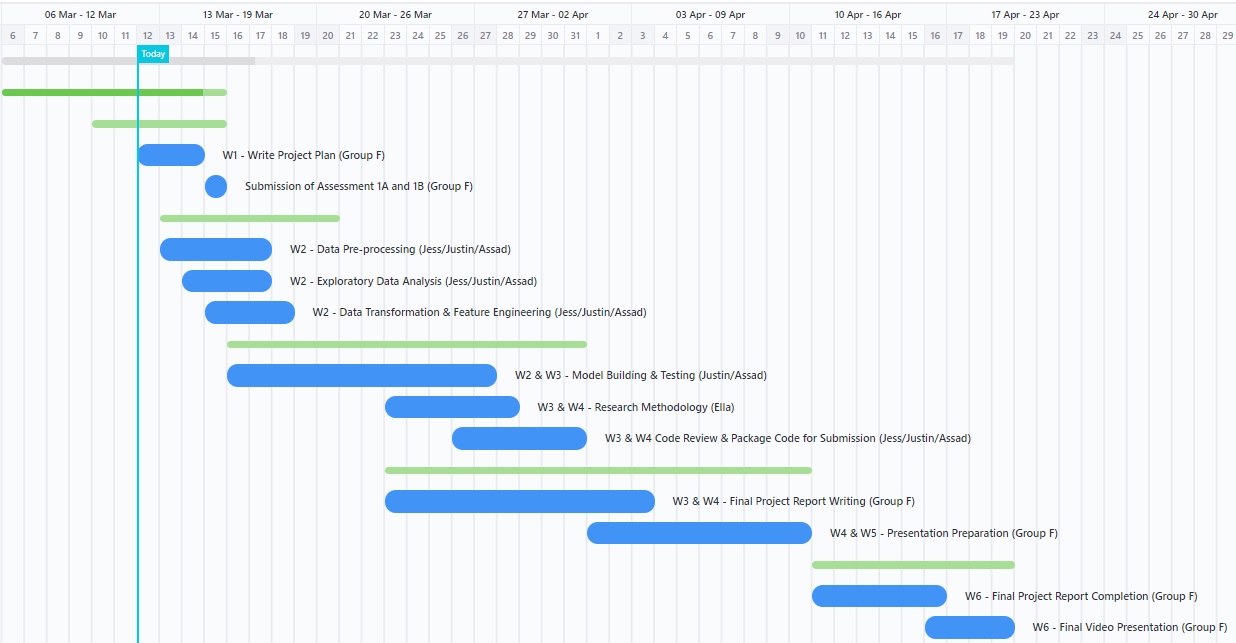 06 Mar - 12 Mar 13 Mar - 19 Mar 20 Mar - 26 Mar 27 Mar - 02 Apr 03 Apr - 09 Apr 10 Apr - 16 Apr 17 Apr - 23 Apr 24 Apr - 30 Apr
6 7 8 9 10 11 12 13 14 15 16 17 18 19 20 21 22 23 24 25 26 27 28 29 30 31 1 2 3 4 5 6 7 8 9 10 11 12 13 14 15 16 17 18 19 20 21 22 23 24 25 26 27 28 29
Today
W1 - Write Project Plan (Group F)
Submission of Assessment 1A and 1B (Group F)
W2 - Data Pre-processing (Jess/Justin/Assad)
W2 - Exploratory Data Analysis (Jess/Justin/Assad)
W2 - Data Transformation & Feature Engineering (Jess/Justin/Assad)
W2 & W3 - Model Building & Testing (Justin/Assad)
W3 & W4 - Research Methodology (Ella)
W3 & W4 Code Review & Package Code for Submission (Jess/Justin/Assad)
W3 & W4 - Final Project Report Writing (Group F)
W4 & W5 - Presentation Preparation (Group F)
W6 - Final Project Report Completion (Group F)
W6 - Final Video Presentation (Group F)